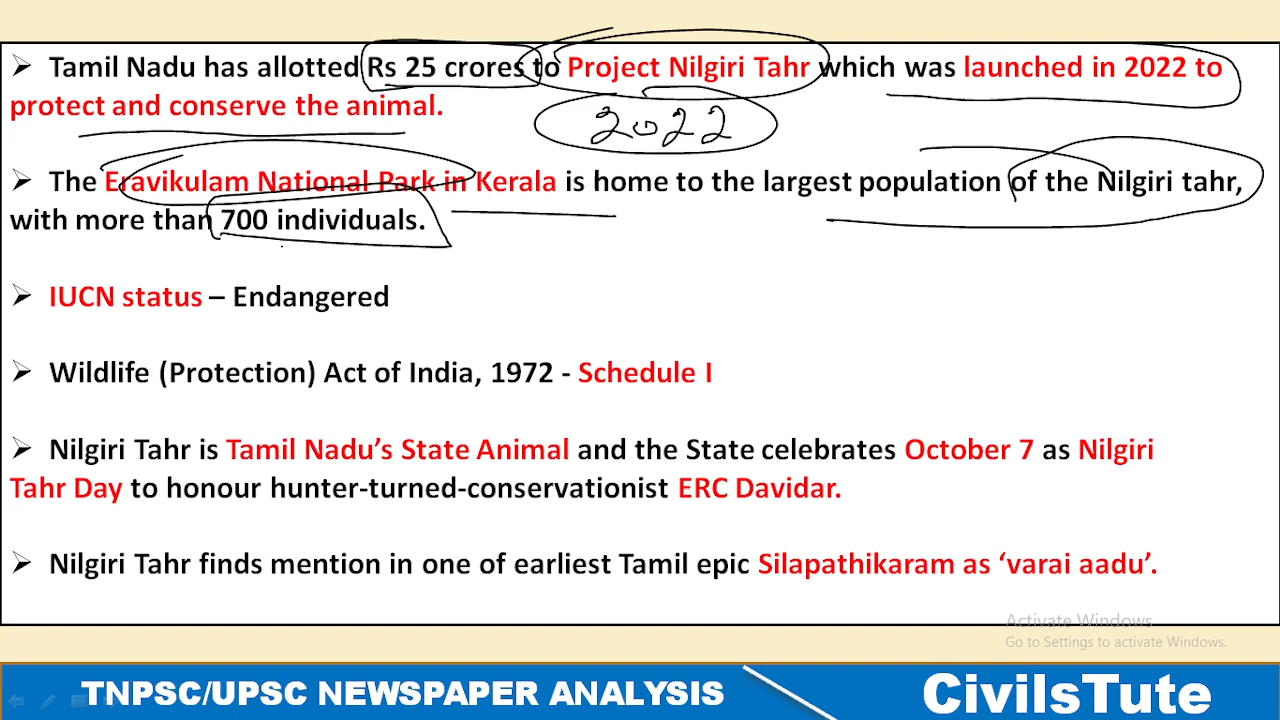 ➢ Tamil Nadu has allotted Rs 25 crores to Project Nilgiri Tahr which was launched in 2022 to
protect and conserve the animal.
2022
➢ The Eravikulam National Park in Kerala is home to the largest population of the Nilgiri tahr,
with more than 700 individuals.
➢ IUCN status – Endangered
➢ Wildlife (Protection) Act of India, 1972 - Schedule I
➢ Nilgiri Tahr is Tamil Nadu’s State Animal and the State celebrates October 7 as Nilgiri
Tahr Day to honour hunter-turned-conservationist ERC Davidar.
➢ Nilgiri Tahr finds mention in one of earliest Tamil epic Silapathikaram as ‘varai aadu’.
Activate Windows
Go to Settings to activate Windows.
TNPSC/UPSC NEWSPAPER ANALYSIS
CivilsTute